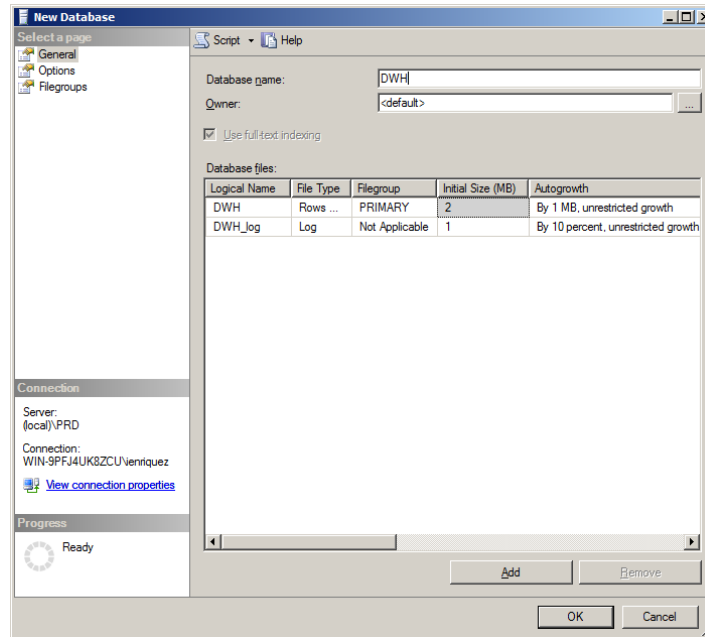 New Database
Select a page
General
Options
Filegroups
Script Help
Database name: DWH
Owner: <default> ...
Use full-text indexing
Database files:
Logical Name File Type Filegroup Initial Size (MB) Autogrowth
DWH Rows ... PRIMARY 2 By 1 MB, unrestricted growth
DWH_log Log Not Applicable 1 By 10 percent, unrestricted growth
Connection
Server:
(local)\PRD
Connection:
WIN-9PFJ4UK8ZCU\ienriquez
View connection properties
Progress
Ready
Add Remove
OK Cancel